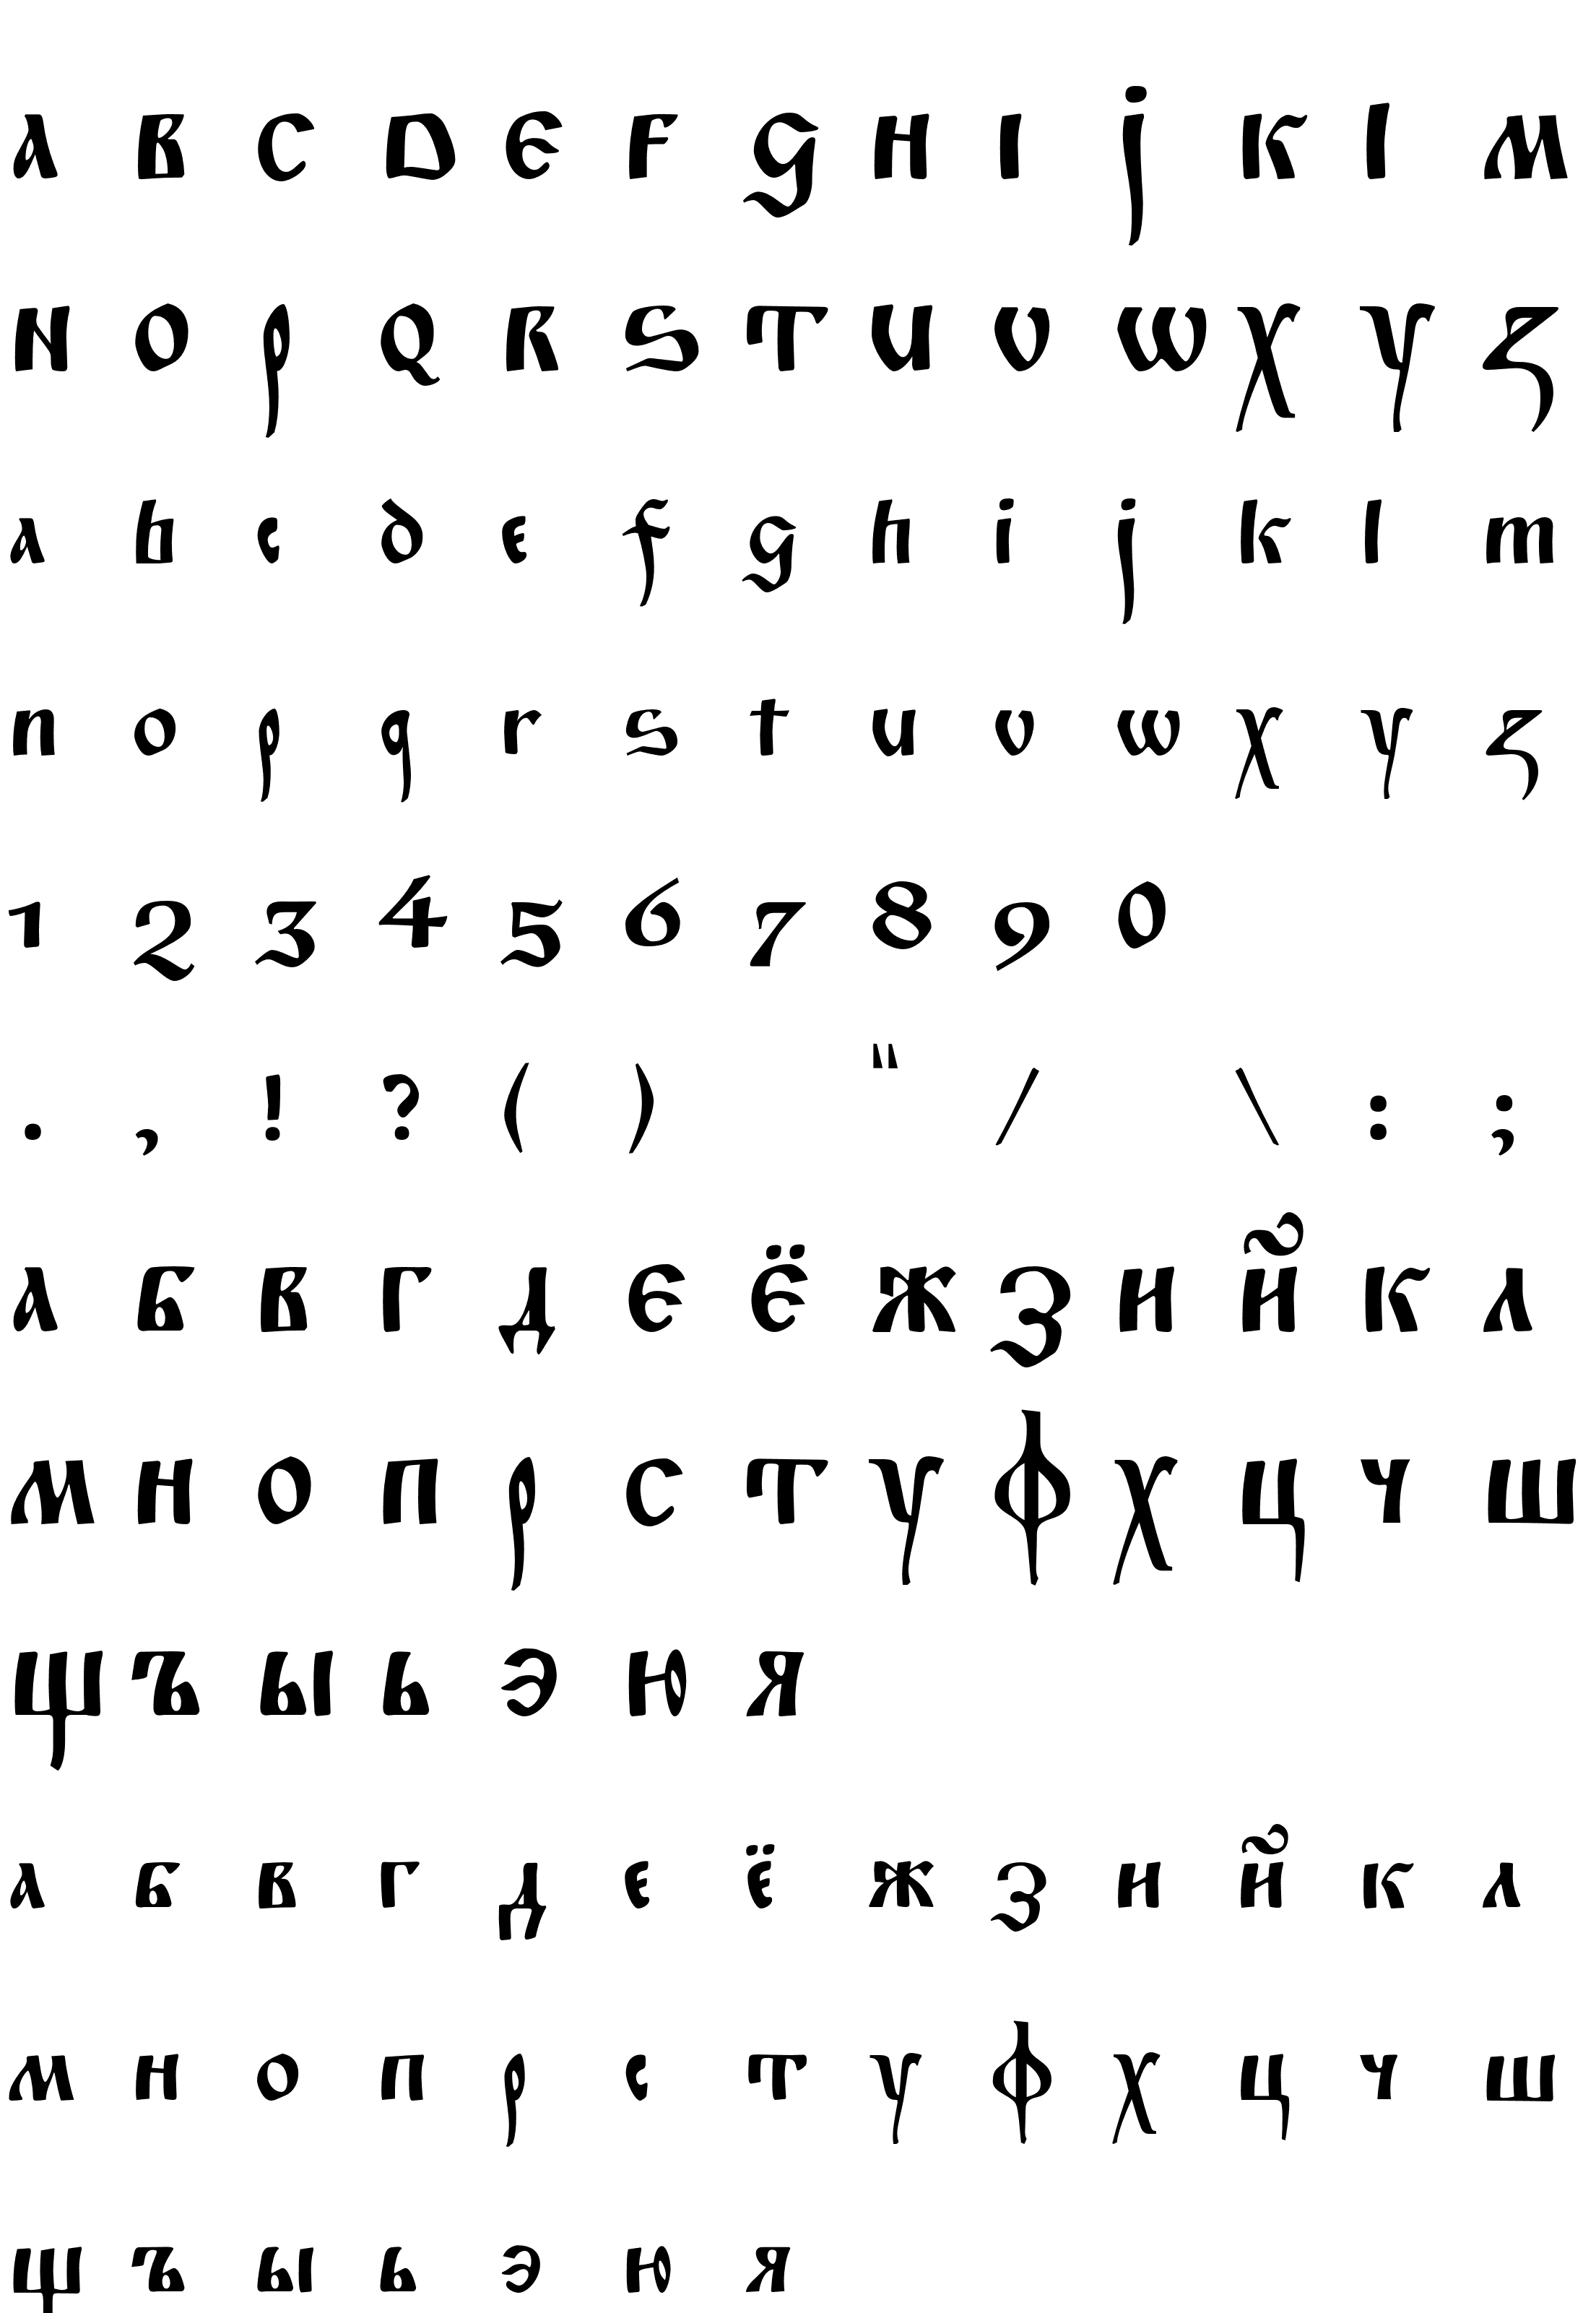 A B C D E F G H I J K L M
N O P Q R S T U V W X Y Z
a b c d e f g h i j k l m
n o p q r s t u v w x y z
1 2 3 4 5 6 7 8 9 0
. , ! ? ( ) " / \ : ;
А Б В Г Д Е Ё Ж З И Й К Л
М Н О П Р С Т У Ф Х Ц Ч Ш
Щ Ъ Ы Ь Э Ю Я
а б в г д е ё ж з и й к л
м н о п р с т у ф х ц ч ш
щ ъ ы ь э ю я